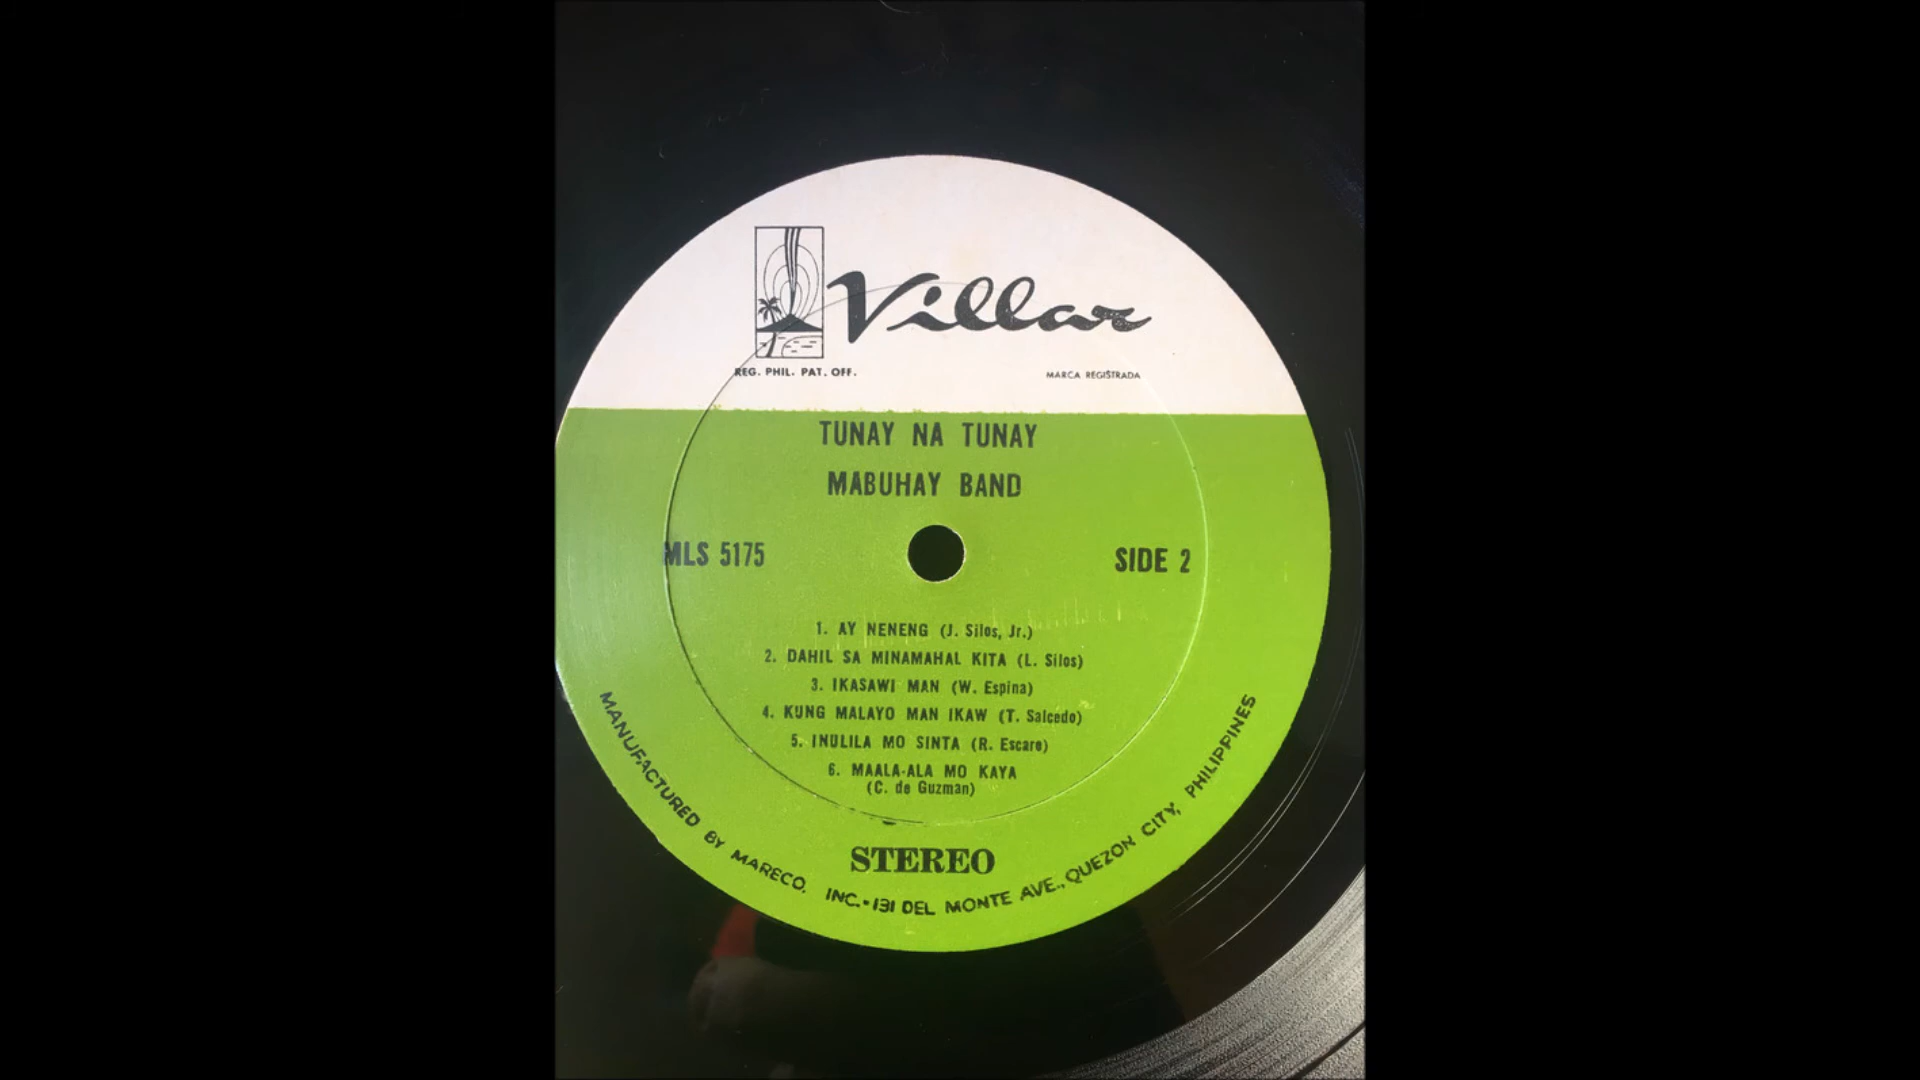 Villar
REG. PHIL. PAT. OFF.
MARCA REGISTRADA
TUNAY NA TUNAY
MABUHAY BAND
MLS 5175
SIDE 2
1. AY NENENG (J. Silos, Jr.)
2. DAHIL SA MINAMAHAL KITA (L. Silos)
3. IKASAWI MAN (W. Espina)
4. KUNG MALAYO MAN IKAW (T. Salcedo)
5. INULILA MO SINTA (R. Escare)
6. MAALA-ALA MO KAYA
(C. de Guzman)
STEREO
MANUFACTURED BY MARECO, INC.•131 DEL MONTE AVE., QUEZON CITY, PHILIPPINES